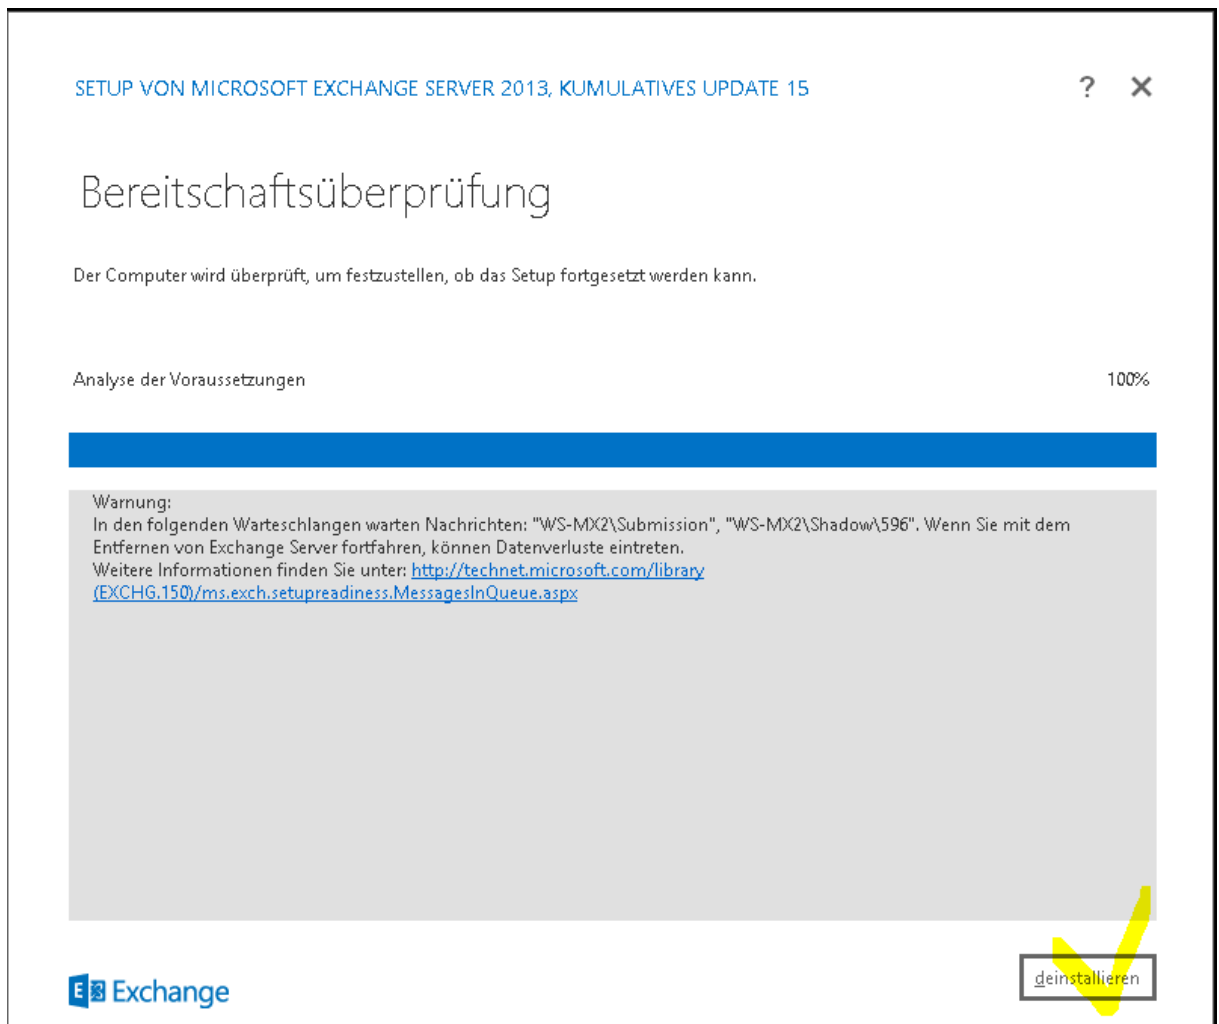 SETUP VON MICROSOFT EXCHANGE SERVER 2013, KUMULATIVES UPDATE 15
? ✕
Bereitschaftsüberprüfung
Der Computer wird überprüft, um festzustellen, ob das Setup fortgesetzt werden kann.
Analyse der Voraussetzungen 100%
Warnung:
In den folgenden Warteschlangen warten Nachrichten: "WS-MX2\Submission", "WS-MX2\Shadow\596". Wenn Sie mit dem
Entfernen von Exchange Server fortfahren, können Datenverluste eintreten.
Weitere Informationen finden Sie unter: http://technet.microsoft.com/library
(EXCHG.150)/ms.exch.setupreadiness.MessagesInQueue.aspx
deinstallieren
E Exchange